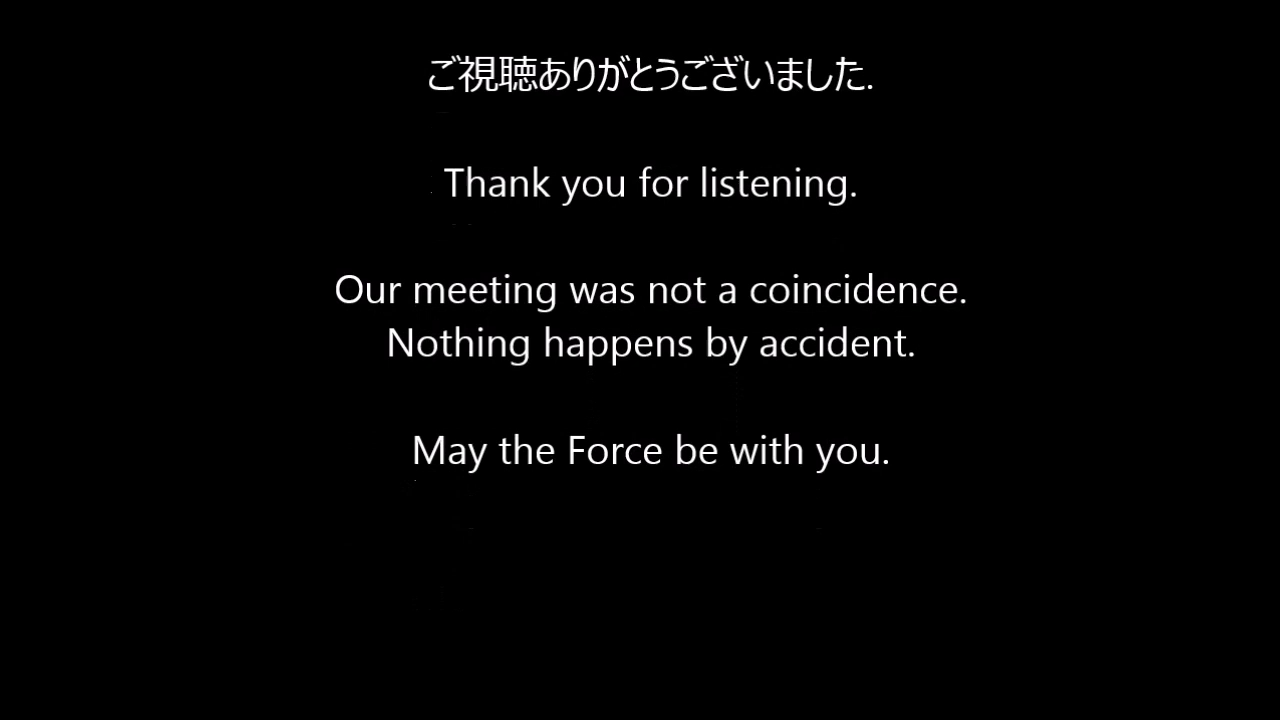 ご視聴ありがとうございました.
Thank you for listening.
Our meeting was not a coincidence.
Nothing happens by accident.
May the Force be with you.